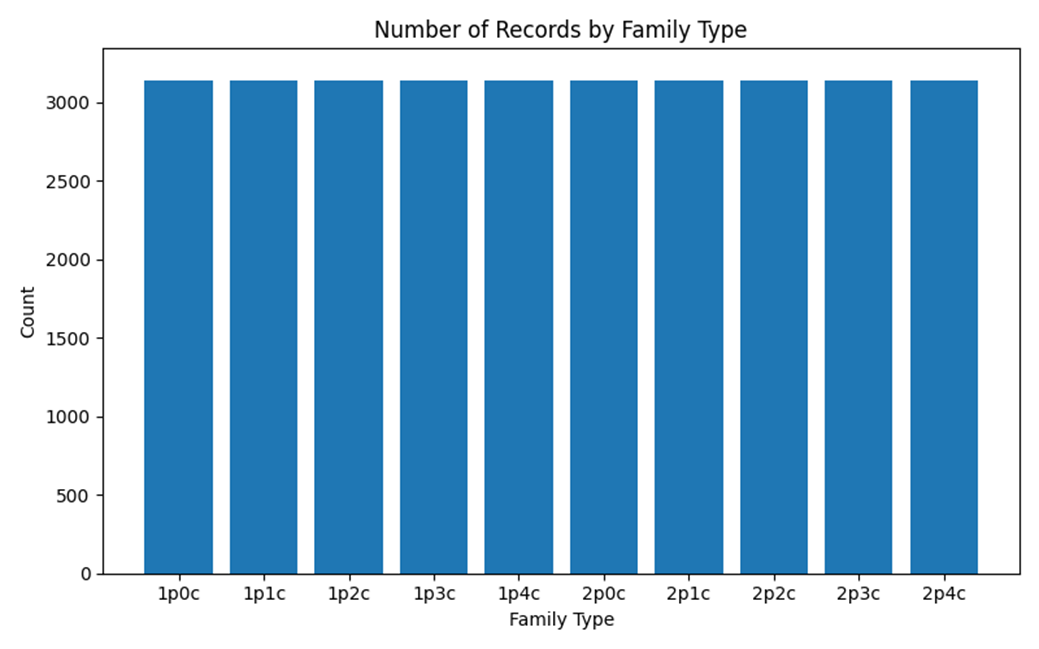 Number of Records by Family Type
Count
3000
2500
2000
1500
1000
500
0
1p0c 1p1c 1p2c 1p3c 1p4c 2p0c 2p1c 2p2c 2p3c 2p4c
Family Type